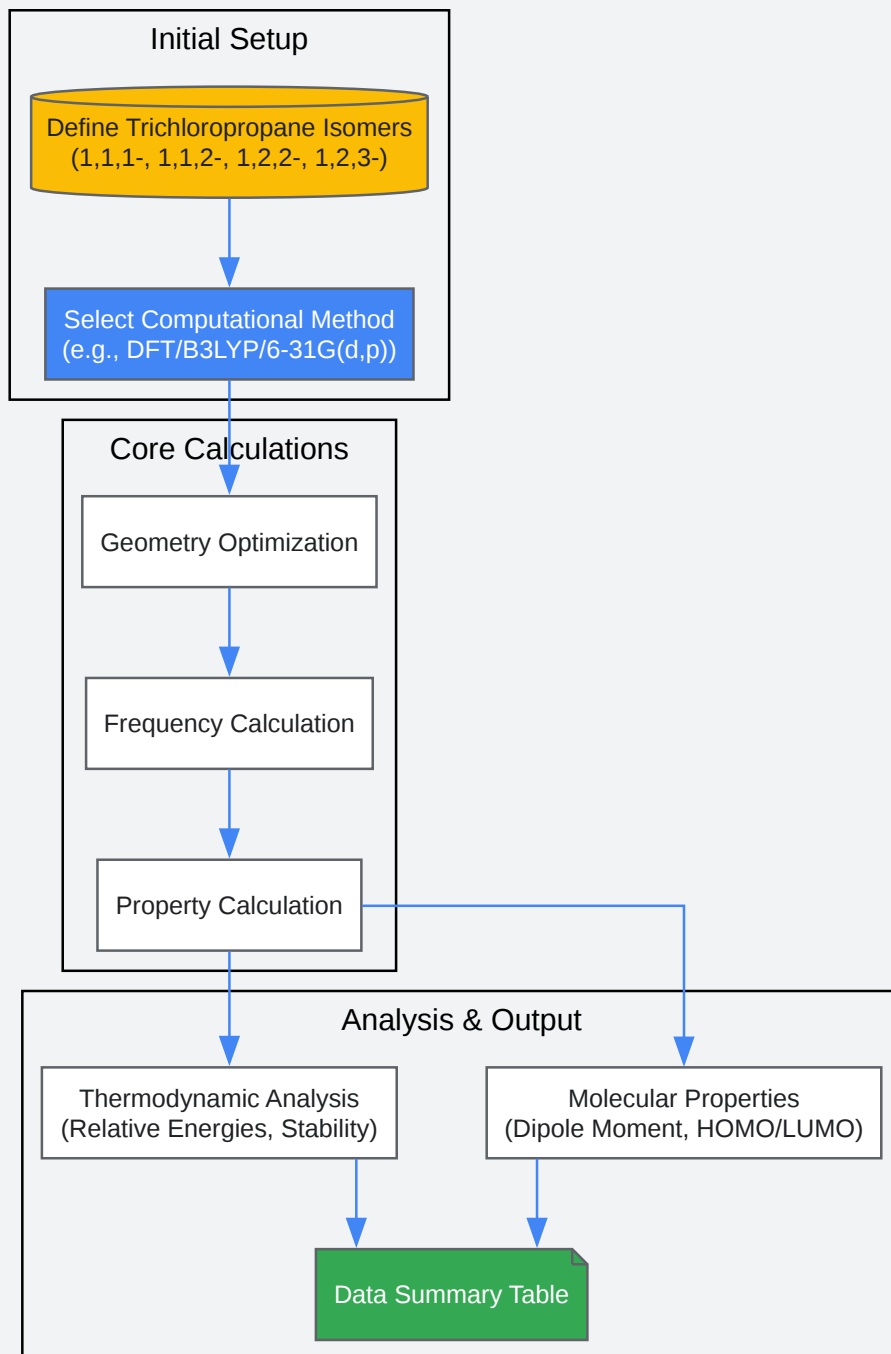 Initial Setup
Define Trichloropropane Isomers
(1,1,1-, 1,1,2-, 1,2,2-, 1,2,3-)
Select Computational Method
(e.g., DFT/B3LYP/6-31G(d,p))
Core Calculations
Geometry Optimization
Frequency Calculation
Property Calculation
Analysis & Output
Thermodynamic Analysis
(Relative Energies, Stability)
Molecular Properties
(Dipole Moment, HOMO/LUMO)
Data Summary Table